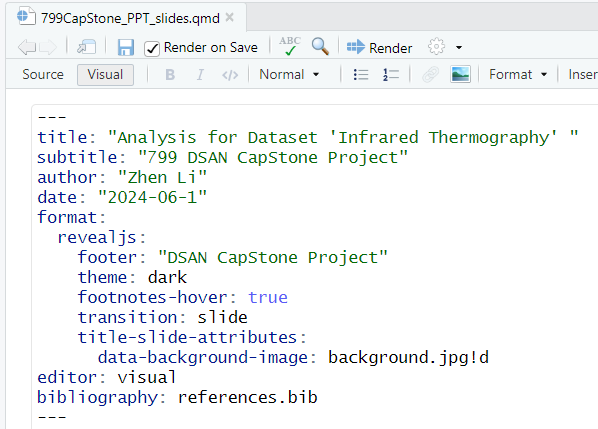 799CapStone_PPT_slides.qmd
Render on Save ABC Render
Source Visual B I </> Normal Format Inser
---
title: "Analysis for Dataset 'Infrared Thermography' "
subtitle: "799 DSAN CapStone Project"
author: "Zhen Li"
date: "2024-06-1"
format:
  revealjs:
    footer: "DSAN CapStone Project"
    theme: dark
    footnotes-hover: true
    transition: slide
    title-slide-attributes:
      data-background-image: background.jpg!d
editor: visual
bibliography: references.bib
---